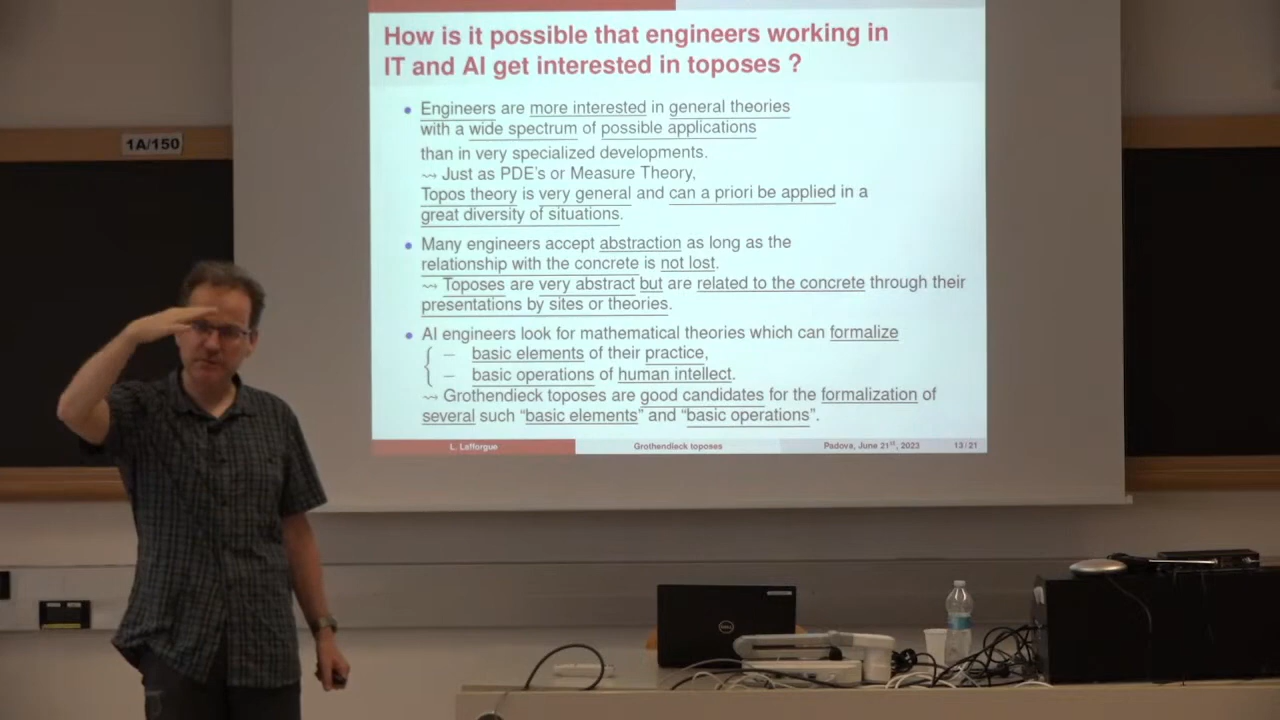 How is it possible that engineers working in
IT and AI get interested in toposes ?
1A/150
• Engineers are more interested in general theories
with a wide spectrum of possible applications
than in very specialized developments.
⇝ Just as PDE's or Measure Theory,
Topos theory is very general and can a priori be applied in a
great diversity of situations.
• Many engineers accept abstraction as long as the
relationship with the concrete is not lost.
⇝ Toposes are very abstract but are related to the concrete through their
presentations by sites or theories.
• AI engineers look for mathematical theories which can formalize
– basic elements of their practice,
– basic operations of human intellect.
⇝ Grothendieck toposes are good candidates for the formalization of
several such “basic elements” and “basic operations”.
L. Lafforgue Grothendieck toposes Padova, June 21st, 2023 13 / 21
DELL